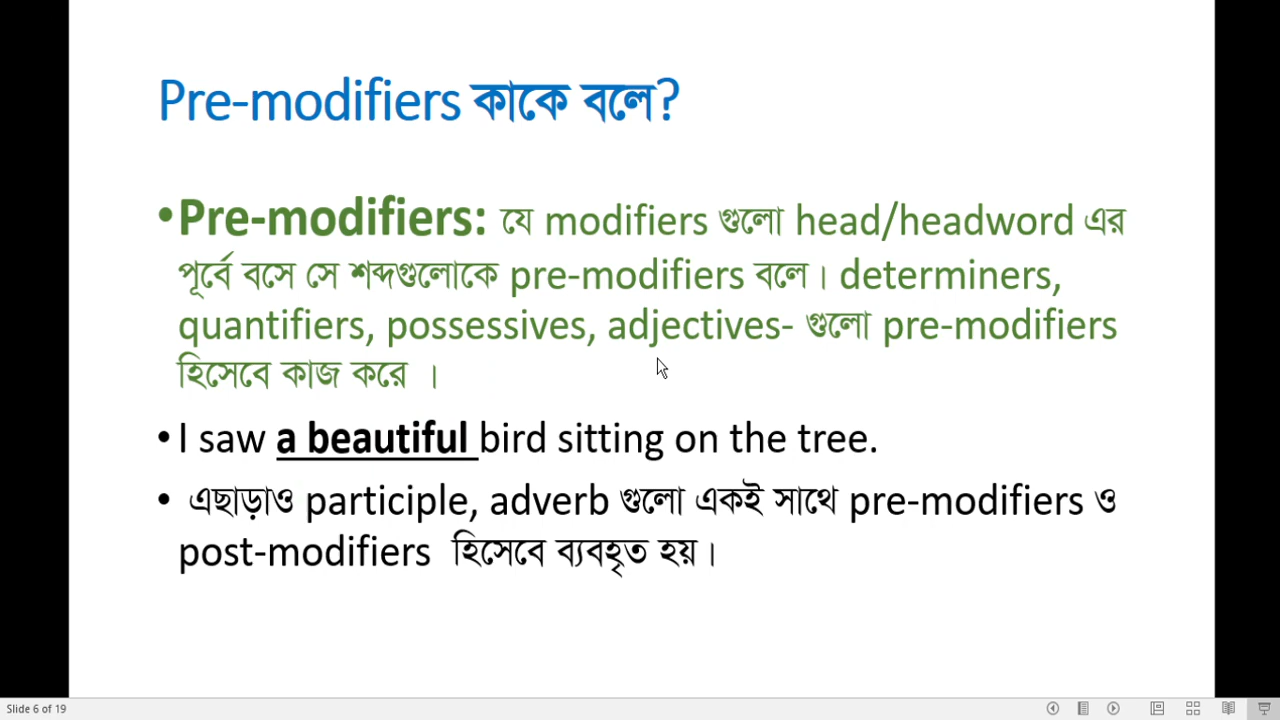 Pre-modifiers কাকে বলে?
•Pre-modifiers: যে modifiers গুলো head/headword এর
পূর্বে বসে সে শব্দগুলোকে pre-modifiers বলে। determiners,
quantifiers, possessives, adjectives- গুলো pre-modifiers
হিসেবে কাজ করে ।
• I saw a beautiful bird sitting on the tree.
• এছাড়াও participle, adverb গুলো একই সাথে pre-modifiers ও
post-modifiers হিসেবে ব্যবহৃত হয়।
Slide 6 of 19